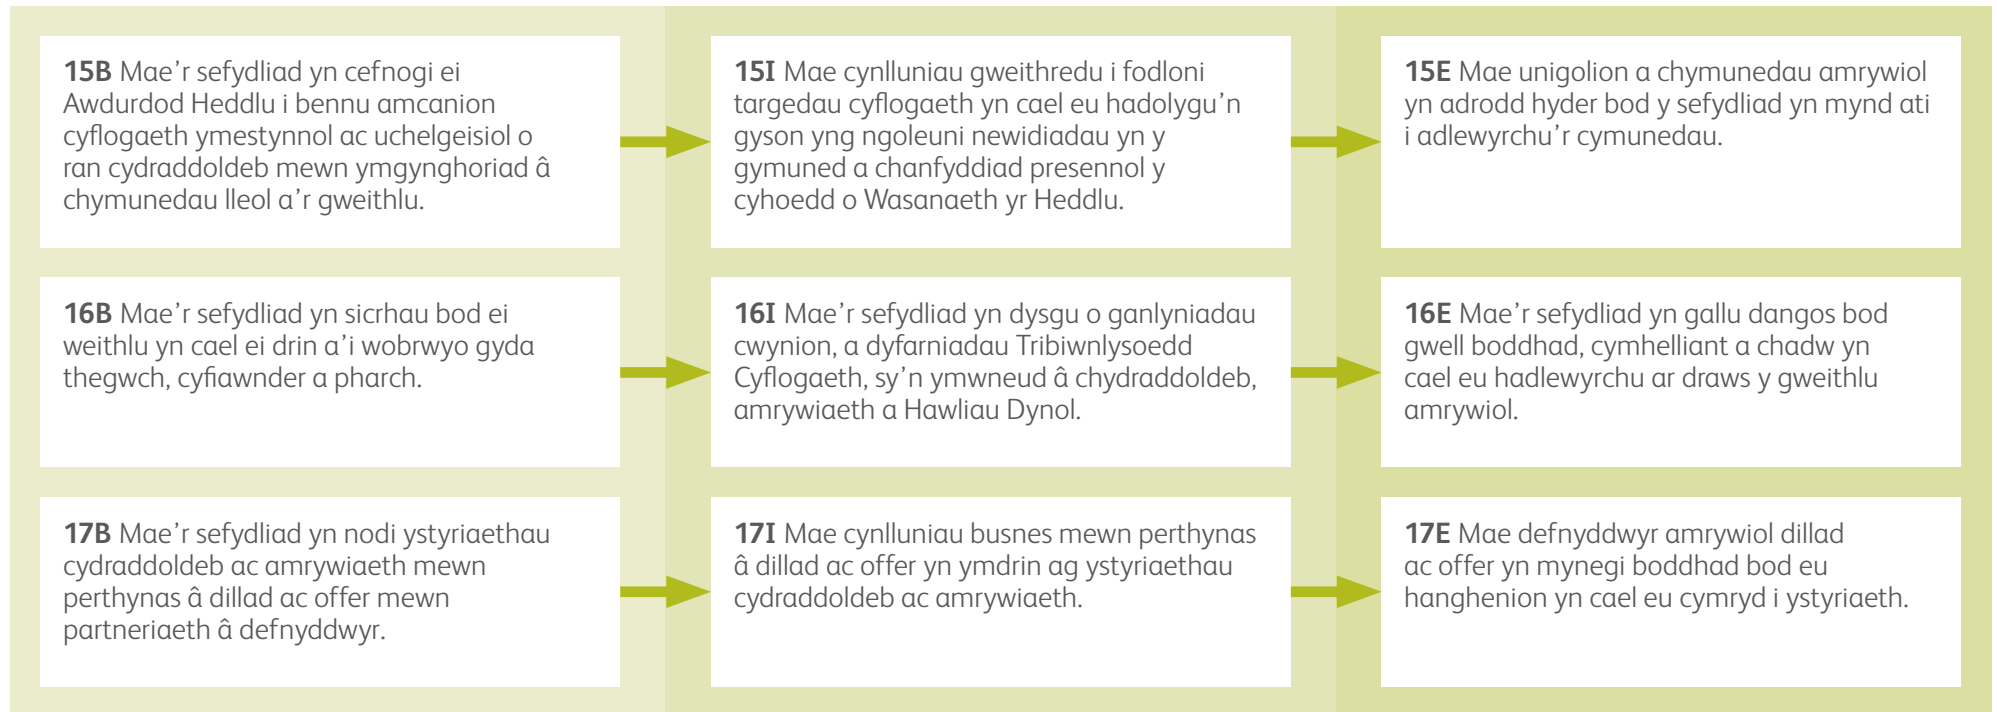 15B Mae'r sefydliad yn cefnogi ei
Awdurdod Heddlu i bennu amcanion
cyflogaeth ymestynnol ac uchelgeisiol o
ran cydraddoldeb mewn ymgynghoriad â
chymunedau lleol a'r gweithlu.
15I Mae cynlluniau gweithredu i fodloni
targedau cyflogaeth yn cael eu hadolygu'n
gyson yng ngoleuni newidiadau yn y
gymuned a chanfyddiad presennol y
cyhoedd o Wasanaeth yr Heddlu.
15E Mae unigolion a chymunedau amrywiol
yn adrodd hyder bod y sefydliad yn mynd ati
i adlewyrchu'r cymunedau.
16B Mae'r sefydliad yn sicrhau bod ei
weithlu yn cael ei drin a'i wobrwyo gyda
thegwch, cyfiawnder a pharch.
16I Mae'r sefydliad yn dysgu o ganlyniadau
cwynion, a dyfarniadau Tribiwnlysoedd
Cyflogaeth, sy'n ymwneud â chydraddoldeb,
amrywiaeth a Hawliau Dynol.
16E Mae'r sefydliad yn gallu dangos bod
gwell boddhad, cymhelliant a chadw yn
cael eu hadlewyrchu ar draws y gweithlu
amrywiol.
17B Mae'r sefydliad yn nodi ystyriaethau
cydraddoldeb ac amrywiaeth mewn
perthynas â dillad ac offer mewn
partneriaeth â defnyddwyr.
17I Mae cynlluniau busnes mewn perthynas
â dillad ac offer yn ymdrin ag ystyriaethau
cydraddoldeb ac amrywiaeth.
17E Mae defnyddwyr amrywiol dillad
ac offer yn mynegi boddhad bod eu
hanghenion yn cael eu cymryd i ystyriaeth.